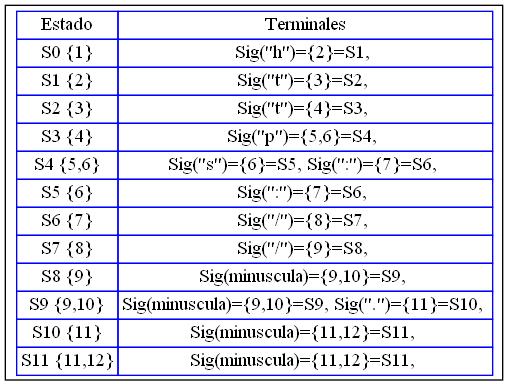 Estado Terminales
S0 {1} Sig("h")={2}=S1,
S1 {2} Sig("t")={3}=S2,
S2 {3} Sig("t")={4}=S3,
S3 {4} Sig("p")={5,6}=S4,
S4 {5,6} Sig("s")={6}=S5, Sig(":")={7}=S6,
S5 {6} Sig(":")={7}=S6,
S6 {7} Sig("/")={8}=S7,
S7 {8} Sig("/")={9}=S8,
S8 {9} Sig(minuscula)={9,10}=S9,
S9 {9,10} Sig(minuscula)={9,10}=S9, Sig(".")={11}=S10,
S10 {11} Sig(minuscula)={11,12}=S11,
S11 {11,12} Sig(minuscula)={11,12}=S11,